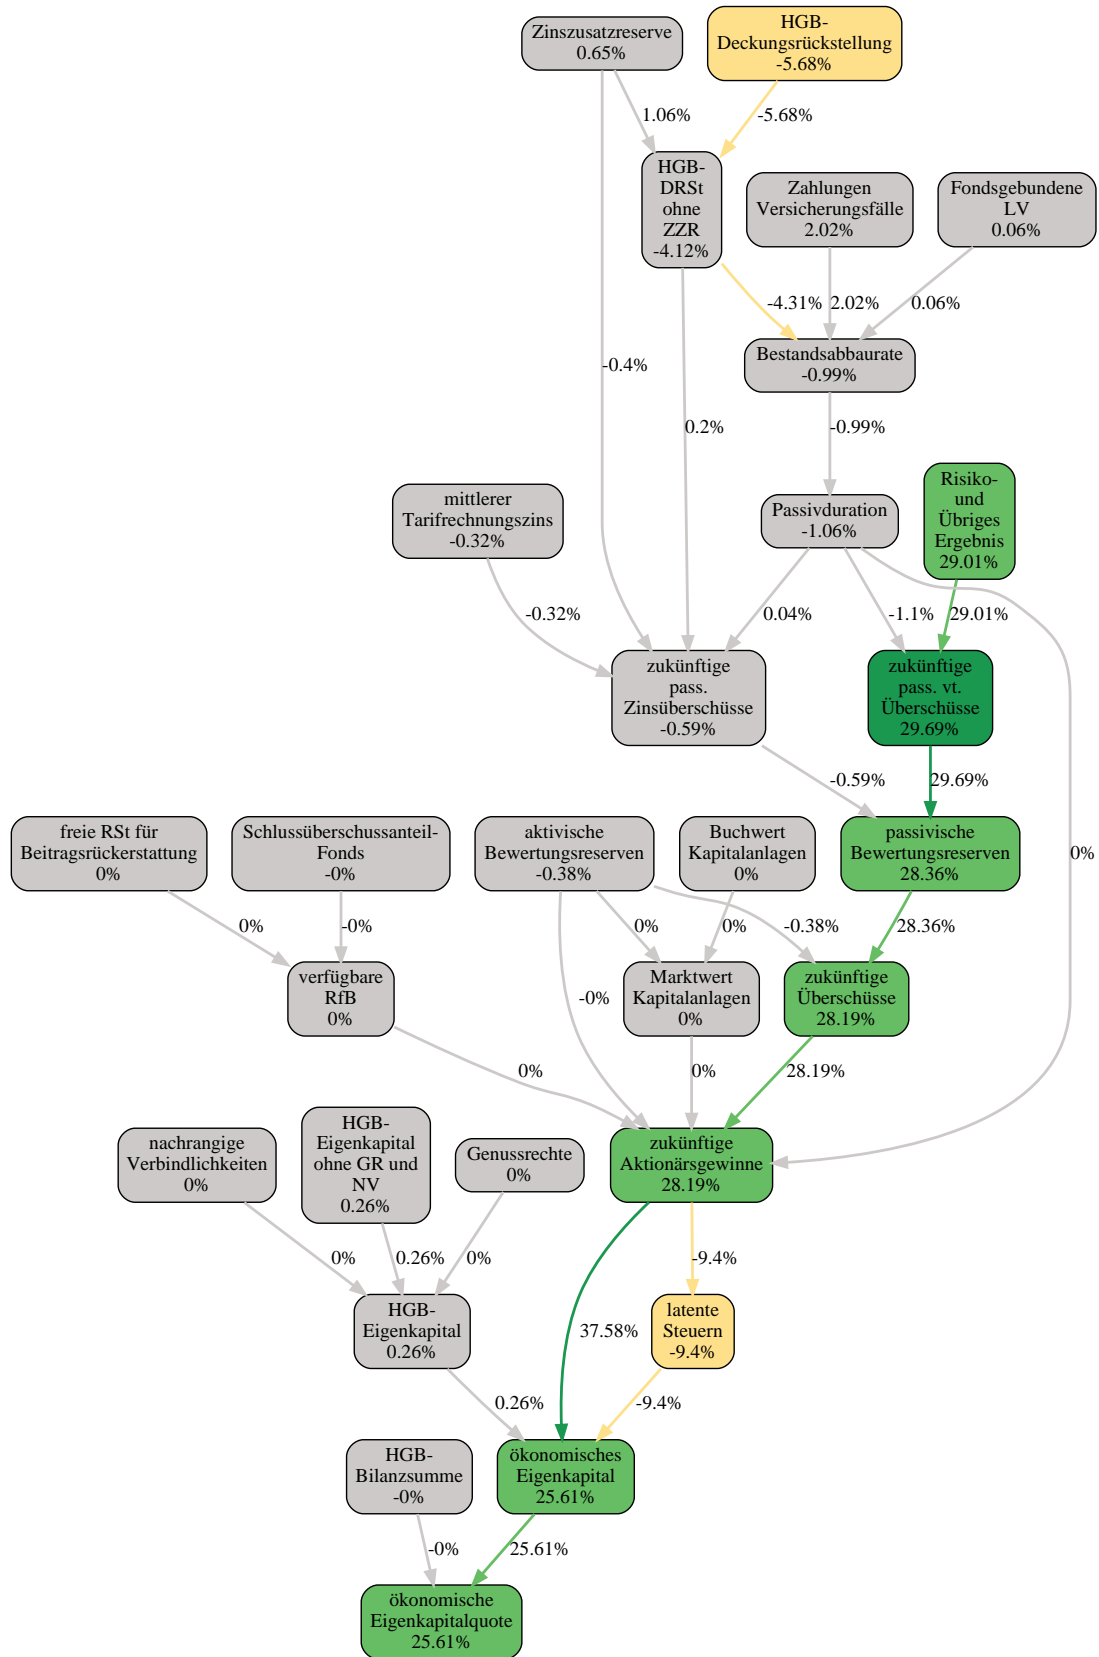 Zinszusatzreserve
0.65%
HGB-
Deckungsrückstellung
-5.68%
1.06%
-5.68%
HGB-
DRSt
ohne
ZZR
-4.12%
Zahlungen
Versicherungsfälle
2.02%
Fondsgebundene
LV
0.06%
-4.31%
2.02%
0.06%
Bestandsabbaurate
-0.99%
-0.4%
0.2%
-0.99%
mittlerer
Tarifrechnungszins
-0.32%
Passivduration
-1.06%
Risiko-
und
Übriges
Ergebnis
29.01%
-0.32%
0.04%
-1.1%
29.01%
zukünftige
pass.
Zinsüberschüsse
-0.59%
zukünftige
pass. vt.
Überschüsse
29.69%
-0.59%
29.69%
freie RSt für
Beitragsrückerstattung
0%
Schlussüberschussanteil-
Fonds
-0%
aktivische
Bewertungsreserven
-0.38%
Buchwert
Kapitalanlagen
0%
passivische
Bewertungsreserven
28.36%
0%
0%
-0%
0%
0%
-0.38%
28.36%
verfügbare
RfB
0%
-0%
Marktwert
Kapitalanlagen
0%
zukünftige
Überschüsse
28.19%
0%
0%
28.19%
nachrangige
Verbindlichkeiten
0%
HGB-
Eigenkapital
ohne GR und
NV
0.26%
Genussrechte
0%
zukünftige
Aktionärsgewinne
28.19%
0%
0.26%
0%
-9.4%
HGB-
Eigenkapital
0.26%
37.58%
latente
Steuern
-9.4%
0.26%
-9.4%
HGB-
Bilanzsumme
-0%
ökonomisches
Eigenkapital
25.61%
-0%
25.61%
ökonomische
Eigenkapitalquote
25.61%